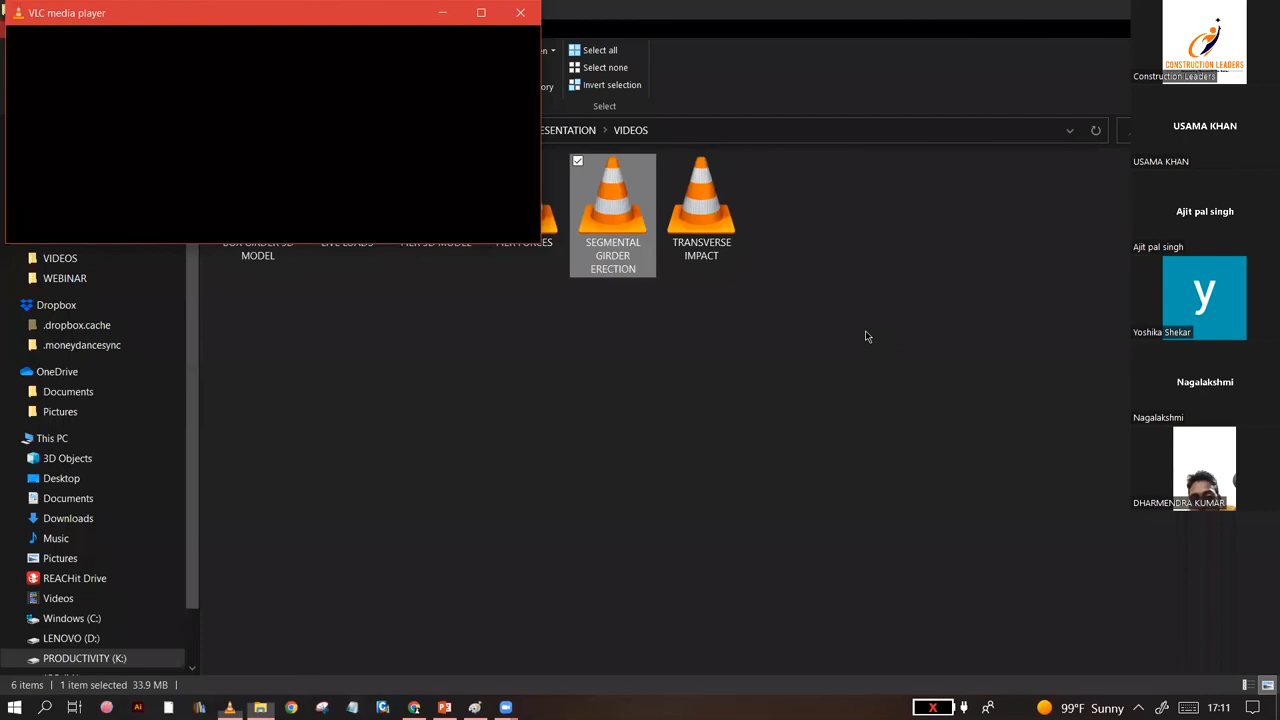 VLC media player
Select all
Select none
Invert selection
Select
ESENTATION > VIDEOS
MODEL
SEGMENTAL
GIRDER
ERECTION
TRANSVERSE
IMPACT
VIDEOS
WEBINAR
Dropbox
.dropbox.cache
.moneydancesync
OneDrive
Documents
Pictures
This PC
3D Objects
Desktop
Documents
Downloads
Music
Pictures
REACHit Drive
Videos
Windows (C:)
LENOVO (D:)
PRODUCTIVITY (K:)
6 items
1 item selected 33.9 MB
CONSTRUCTION LEADERS
Construction Leaders
USAMA KHAN
USAMA KHAN
Ajit pal singh
Ajit pal singh
y
Yoshika Shekar
Nagalakshmi
Nagalakshmi
DHARMENDRA KUMAR
Ai
X
99°F Sunny
17:11